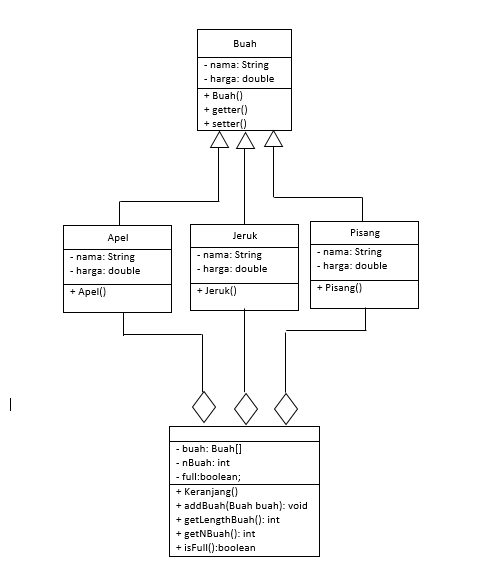 Buah
- nama: String
- harga: double
+ Buah()
+ getter()
+ setter()
Apel
- nama: String
- harga: double
+ Apel()
Jeruk
- nama: String
- harga: double
+ Jeruk()
Pisang
- nama: String
- harga: double
+ Pisang()
- buah: Buah[]
- nBuah: int
- full:boolean;
+ Keranjang()
+ addBuah(Buah buah): void
+ getLengthBuah(): int
+ getNBuah(): int
+ isFull():boolean